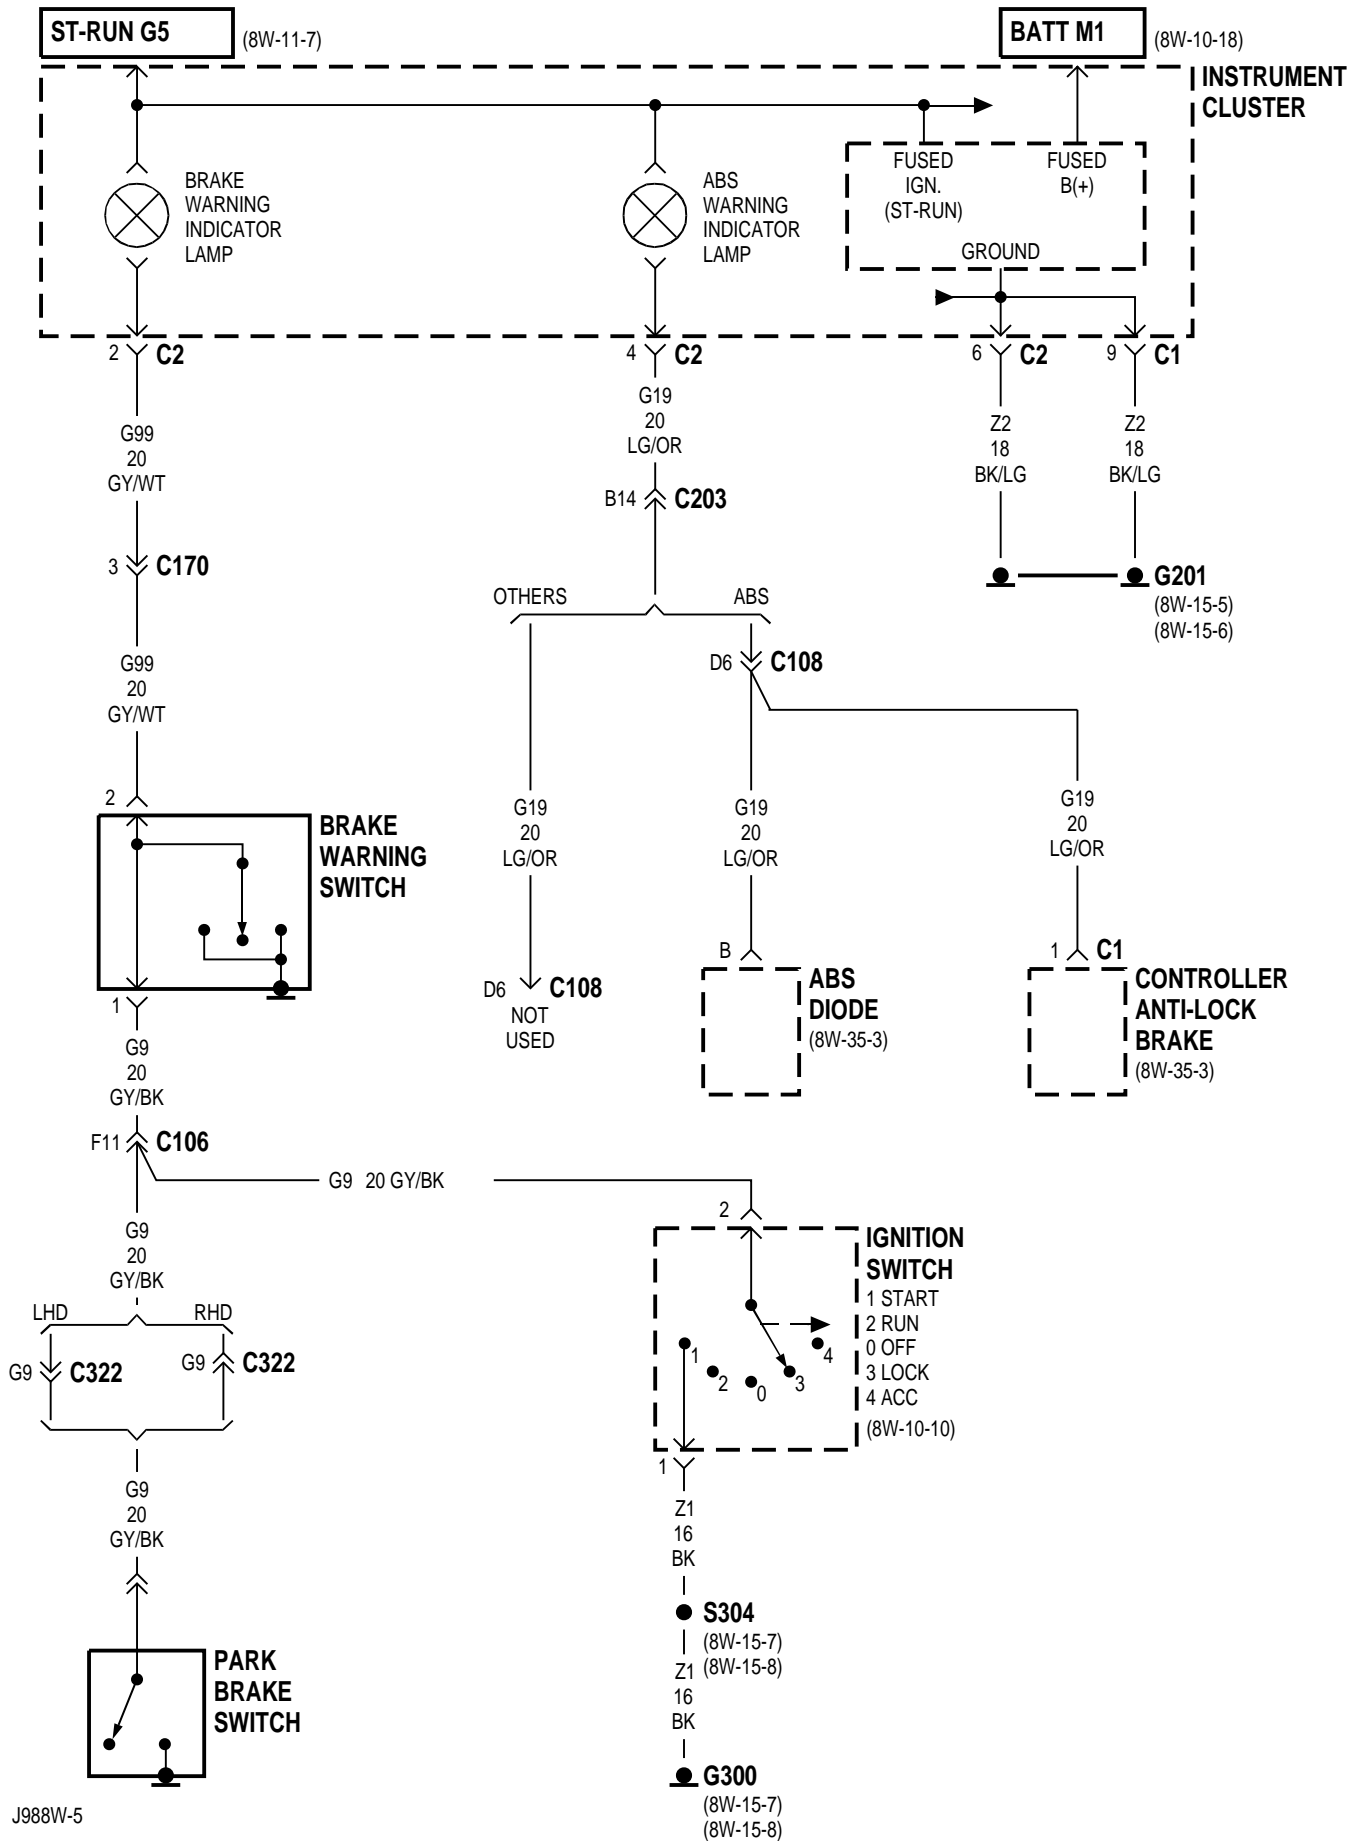 ST-RUN G5
(8W-11-7)
BATT M1
(8W-10-18)
INSTRUMENT
CLUSTER
BRAKE
WARNING
INDICATOR
LAMP
ABS
WARNING
INDICATOR
LAMP
FUSED
IGN.
(ST-RUN)
FUSED
B(+)
GROUND
2 C2
4 C2
6 C2
9 C1
G99
20
GY/WT
G19
20
LG/OR
Z2
18
BK/LG
Z2
18
BK/LG
B14 C203
3 C170
G201
(8W-15-5)
(8W-15-6)
OTHERS
ABS
D6 C108
G99
20
GY/WT
2
BRAKE
WARNING
SWITCH
G19
20
LG/OR
G19
20
LG/OR
G19
20
LG/OR
B
1 C1
D6 C108
NOT
USED
ABS
DIODE
(8W-35-3)
CONTROLLER
ANTI-LOCK
BRAKE
(8W-35-3)
1
G9
20
GY/BK
F11 C106
G9 20 GY/BK
2
G9
20
GY/BK
LHD
RHD
G9 C322
G9 C322
IGNITION
SWITCH
1 START
2 RUN
0 OFF
3 LOCK
4 ACC
(8W-10-10)
1
2
0
3
4
1
G9
20
GY/BK
Z1
16
BK
S304
(8W-15-7)
(8W-15-8)
Z1
16
BK
PARK
BRAKE
SWITCH
G300
(8W-15-7)
(8W-15-8)
J988W-5